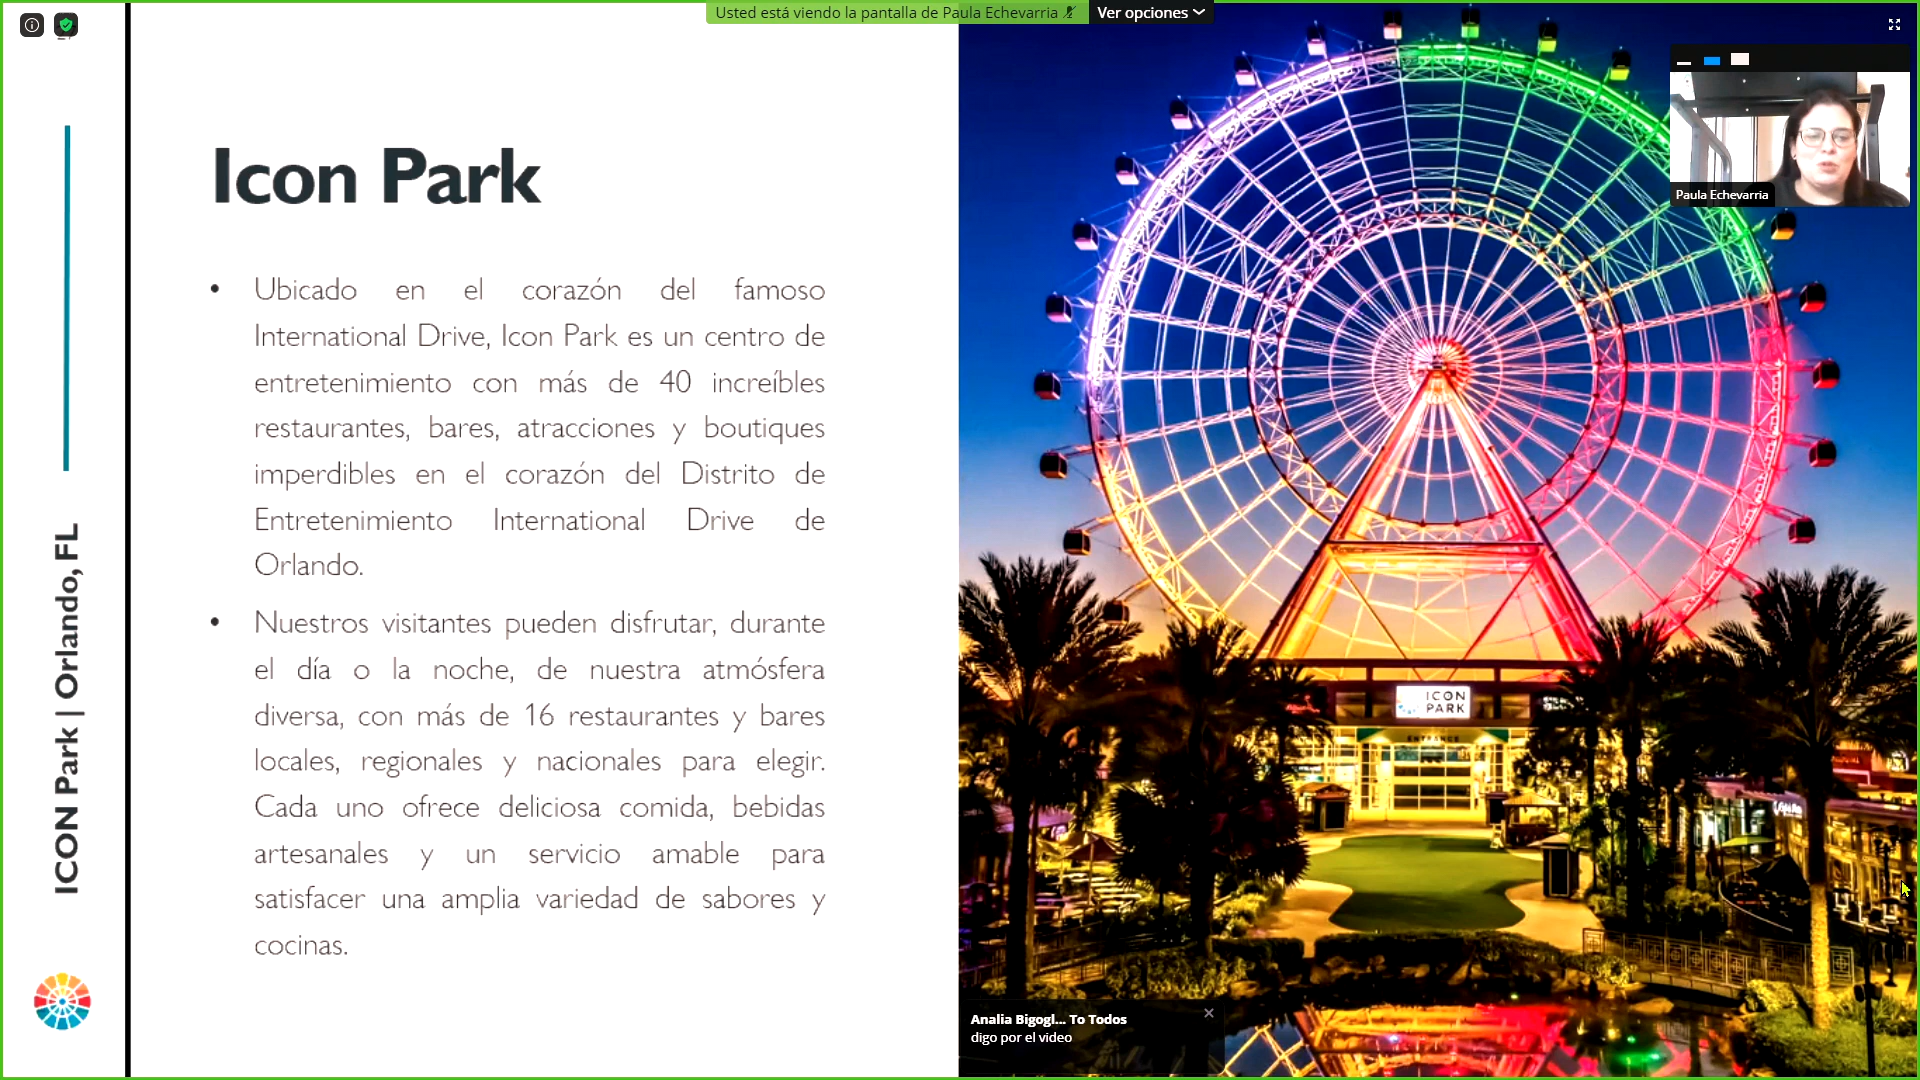 Usted está viendo la pantalla de Paula Echevarria
Ver opciones
Paula Echevarria
Icon Park
Ubicado en el corazón del famoso
International Drive, Icon Park es un centro de
entretenimiento con más de 40 increíbles
restaurantes, bares, atracciones y boutiques
imperdibles en el corazón del Distrito de
Entretenimiento International Drive de
Orlando.
Nuestros visitantes pueden disfrutar, durante
el día o la noche, de nuestra atmósfera
diversa, con más de 16 restaurantes y bares
locales, regionales y nacionales para elegir.
Cada uno ofrece deliciosa comida, bebidas
artesanales y un servicio amable para
satisfacer una amplia variedad de sabores y
cocinas.
ICON Park | Orlando, FL
ICON
PARK
ENTRANCE
Analia Bigogl... To Todos
digo por el video